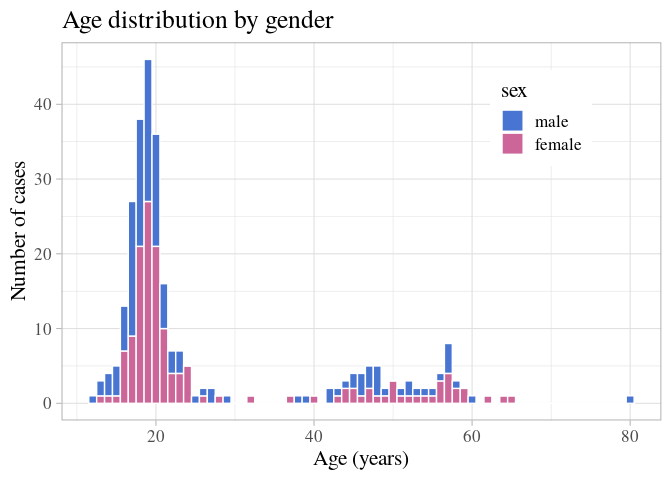 Age distribution by gender
Number of cases
40
30
20
10
0
sex
male
female
20 40 60 80
Age (years)